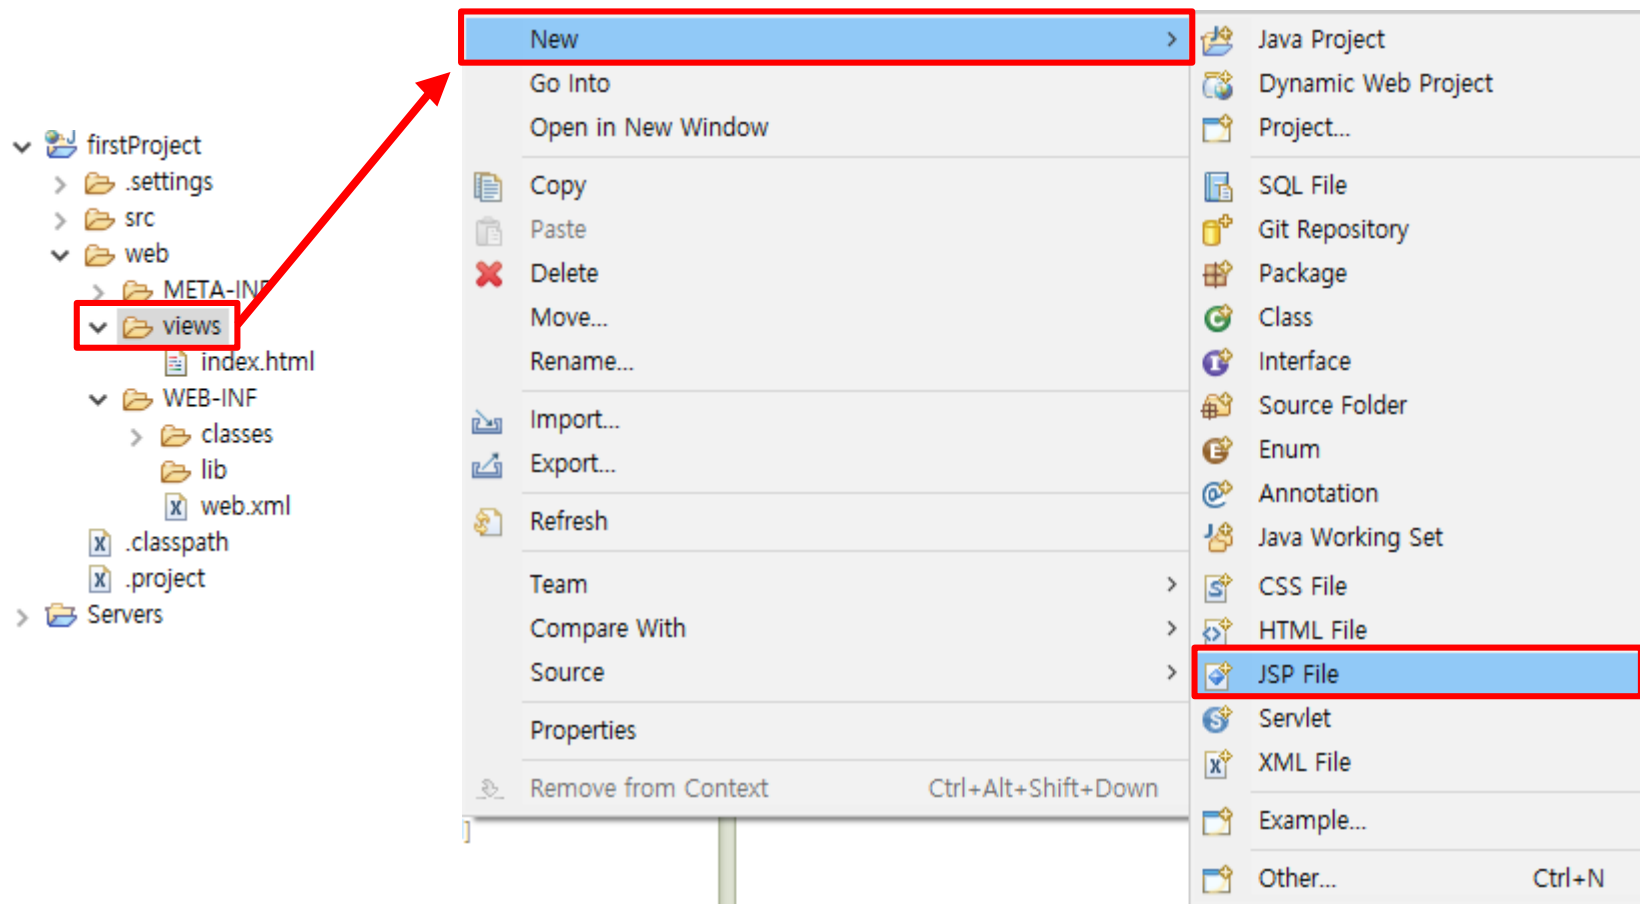 firstProject
.settings
src
web
META-INF
views
index.html
WEB-INF
classes
lib
web.xml
.classpath
.project
Servers
New
Go Into
Open in New Window
Copy
Paste
Delete
Move...
Rename...
Import...
Export...
Refresh
Team
Compare With
Source
Properties
Remove from Context Ctrl+Alt+Shift+Down
Java Project
Dynamic Web Project
Project...
SQL File
Git Repository
Package
Class
Interface
Source Folder
Enum
Annotation
Java Working Set
CSS File
HTML File
JSP File
Servlet
XML File
Example...
Other... Ctrl+N